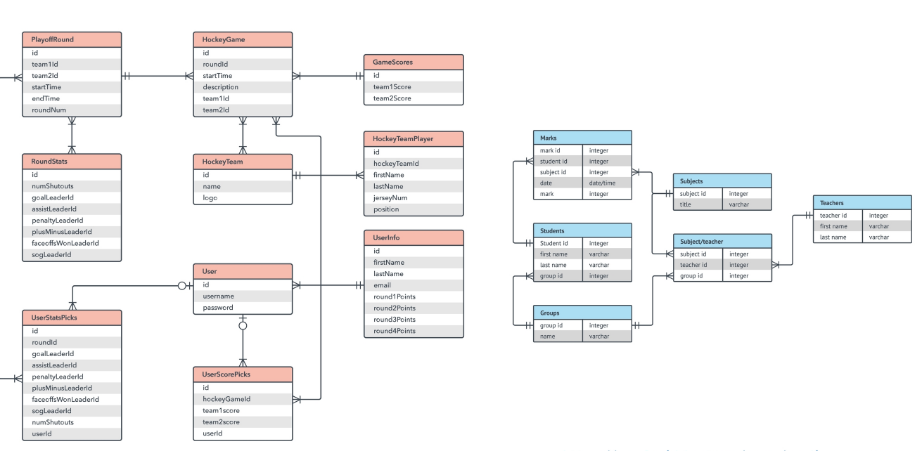 PlayoffRound
id
team1Id
team2Id
startTime
endTime
roundNum
HockeyGame
id
roundId
startTime
description
team1Id
team2Id
GameScores
id
team1Score
team2Score
RoundStats
id
numShutouts
goalLeaderId
assistLeaderId
penaltyLeaderId
plusMinusLeaderId
faceoffsWonLeaderId
sogLeaderId
HockeyTeam
id
name
logo
HockeyTeamPlayer
id
hockeyTeamId
firstName
lastName
jerseyNum
position
User
id
username
password
UserInfo
id
firstName
lastName
email
round1Points
round2Points
round3Points
round4Points
UserStatsPicks
id
roundId
goalLeaderId
assistLeaderId
penaltyLeaderId
plusMinusLeaderId
faceoffsWonLeaderId
sogLeaderId
numShutouts
userId
UserScorePicks
id
hockeyGameId
team1score
team2score
userId
Marks
mark id integer
student id integer
subject id integer
date date/time
mark integer
Subjects
subject id integer
title varchar
Teachers
teacher id integer
first name varchar
last name varchar
Students
Student Id integer
first name varchar
last name varchar
group id integer
Subject/teacher
subject id integer
teacher id integer
group id integer
Groups
group id integer
name varchar